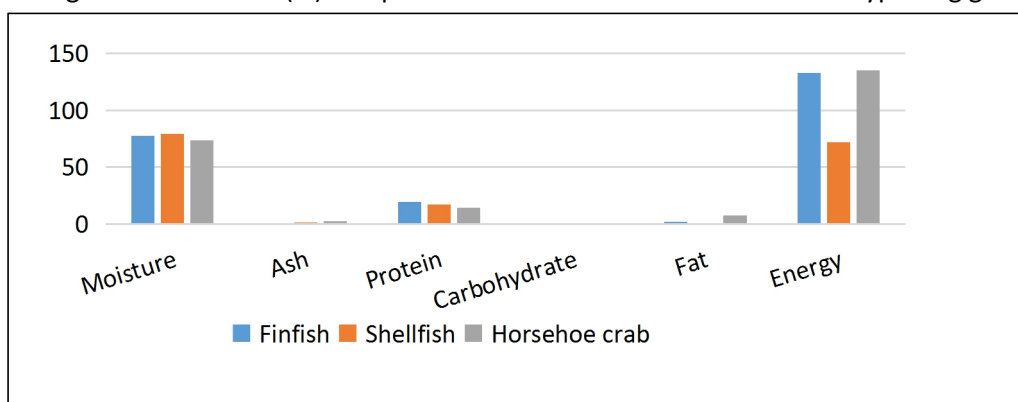 150
100
50
0
Moisture
Ash
Protein
Carbohydrate
Fat
Energy
Finfish
Shellfish
Horsehoe crab